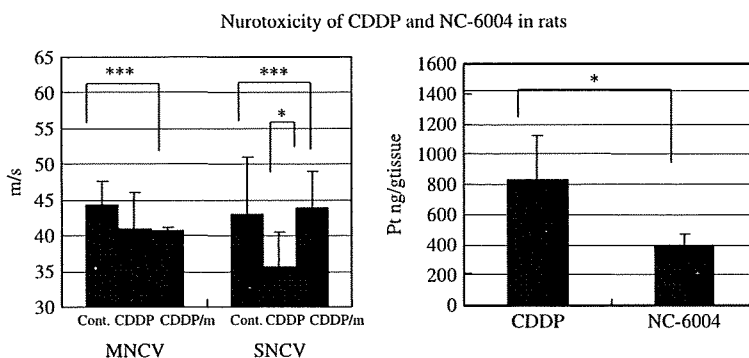 Nurotoxicity of CDDP and NC-6004 in rats
65
60
55
50
45
40
35
30
m/s
***
***
*
Cont. CDDP CDDP/m
Cont. CDDP CDDP/m
MNCV
SNCV
1600
1400
1200
1000
800
600
400
200
0
Pt ng/gtissue
*
CDDP
NC-6004